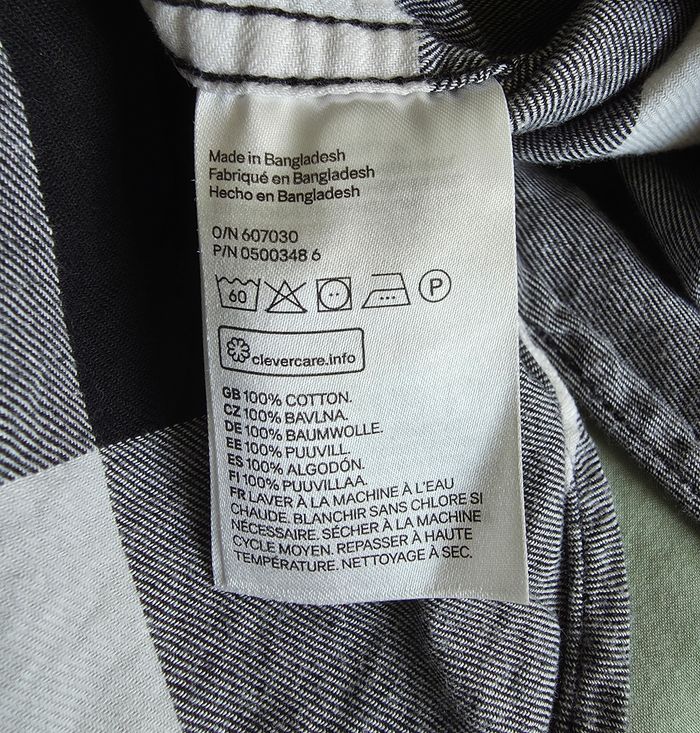 Made in Bangladesh
Fabriqué en Bangladesh
Hecho en Bangladesh
O/N 607030
P/N 0500348 6
60 P
clevercare.info
GB 100% COTTON.
CZ 100% BAVLNA.
DE 100% BAUMWOLLE.
EE 100% PUUVILL.
ES 100% ALGODÓN.
FI 100% PUUVILLAA.
FR LAVER À LA MACHINE À L'EAU
CHAUDE. BLANCHIR SANS CHLORE SI
NÉCESSAIRE. SÉCHER À LA MACHINE
CYCLE MOYEN. REPASSER À HAUTE
TEMPÉRATURE. NETTOYAGE À SEC.